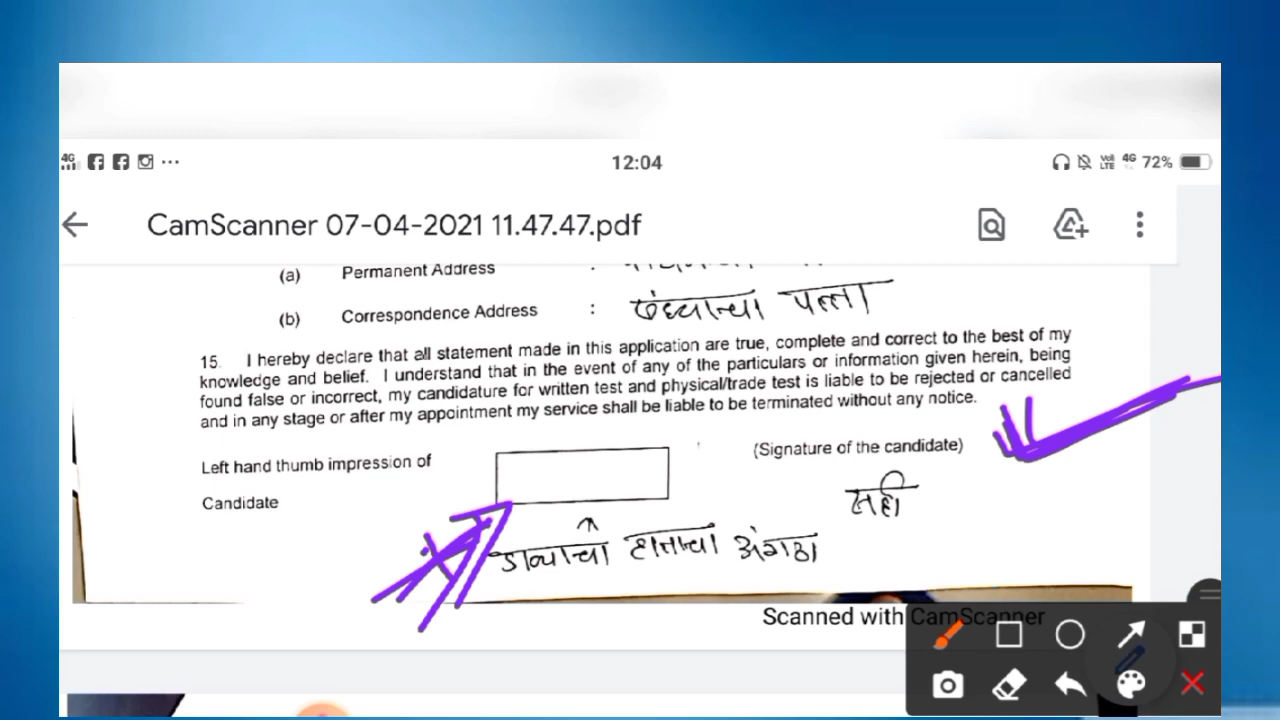 4G 12:04 Vo) LTE 4G 72%
CamScanner 07-04-2021 11.47.47.pdf
(a) Permanent Address :
(b) Correspondence Address : पत्ता
15. I hereby declare that all statement made in this application are true, complete and correct to the best of my
knowledge and belief. I understand that in the event of any of the particulars or information given herein, being
found false or incorrect, my candidature for written test and physical/trade test is liable to be rejected or cancelled
and in any stage or after my appointment my service shall be liable to be terminated without any notice.
Left hand thumb impression of
Candidate
(Signature of the candidate)
सही
डाव्याची हाताचा अंगठा
Scanned with CamScanner